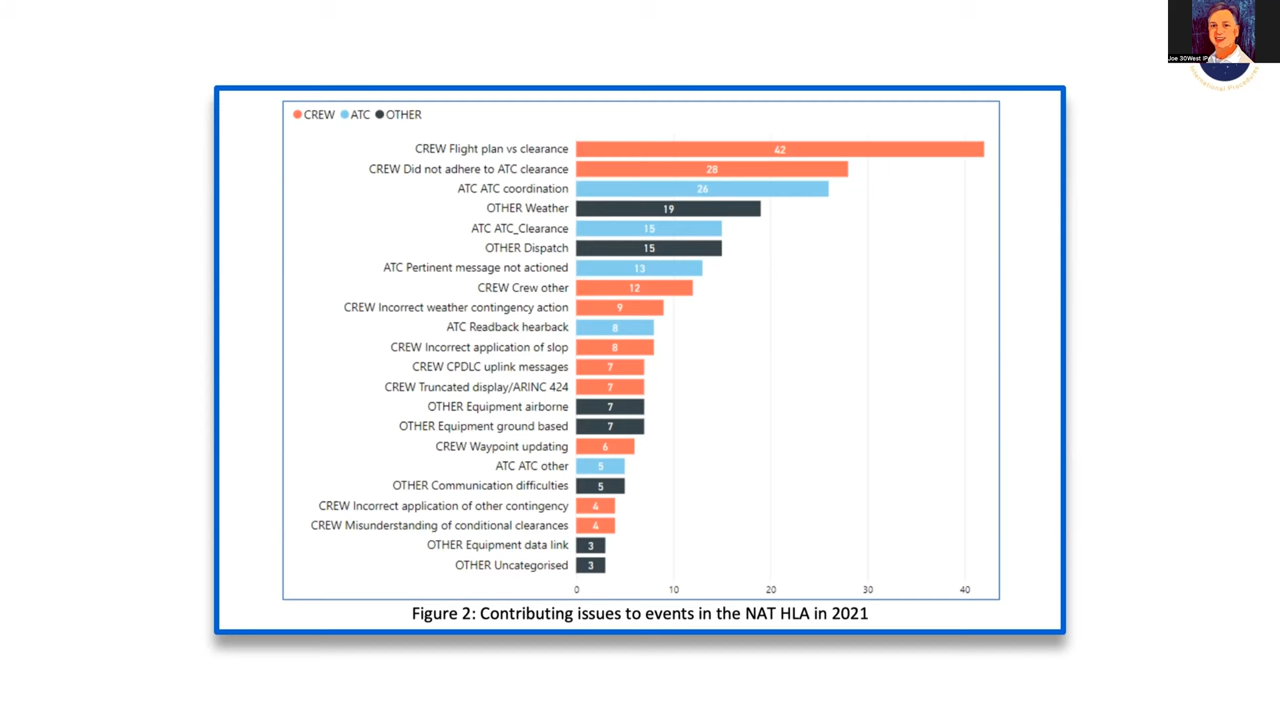 Joe 30West IP
International Procedures
CREW ATC OTHER
CREW Flight plan vs clearance 42
CREW Did not adhere to ATC clearance 28
ATC ATC coordination 26
OTHER Weather 19
ATC ATC_Clearance 15
OTHER Dispatch 15
ATC Pertinent message not actioned 13
CREW Crew other 12
CREW Incorrect weather contingency action 9
ATC Readback hearback 8
CREW Incorrect application of slop 8
CREW CPDLC uplink messages 7
CREW Truncated display/ARINC 424 7
OTHER Equipment airborne 7
OTHER Equipment ground based 7
CREW Waypoint updating 6
ATC ATC other 5
OTHER Communication difficulties 5
CREW Incorrect application of other contingency 4
CREW Misunderstanding of conditional clearances 4
OTHER Equipment data link 3
OTHER Uncategorised 3
0 10 20 30 40
Figure 2: Contributing issues to events in the NAT HLA in 2021